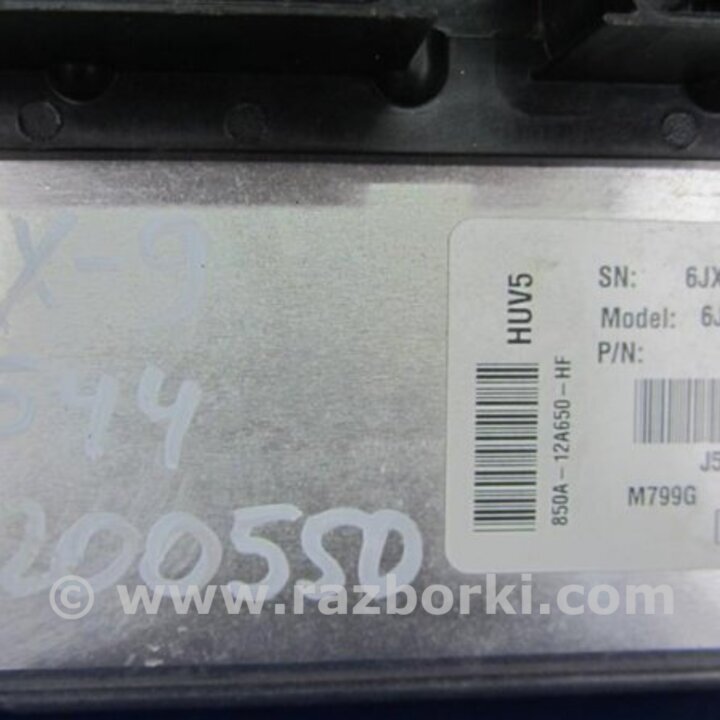 X-9
544
200550
HUV5
850A-12A650-HF
SN: 6JX
Model: 6J
P/N:
J5
M799G
© www.razborki.com